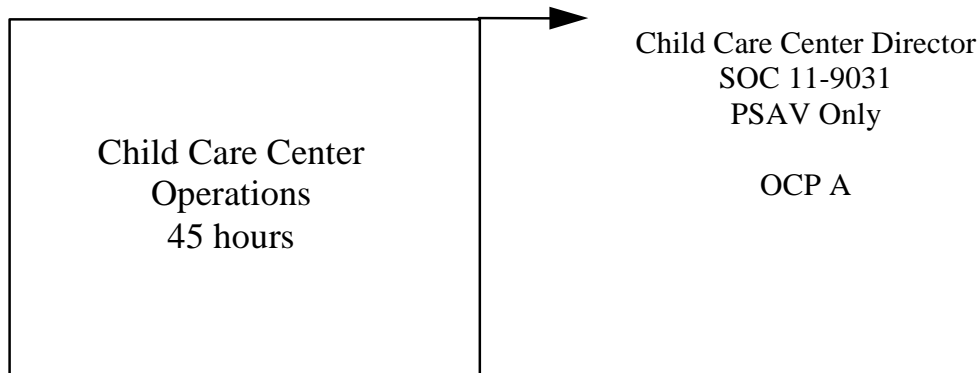 Child Care Center
Operations
45 hours
Child Care Center Director
SOC 11-9031
PSAV Only
OCP A